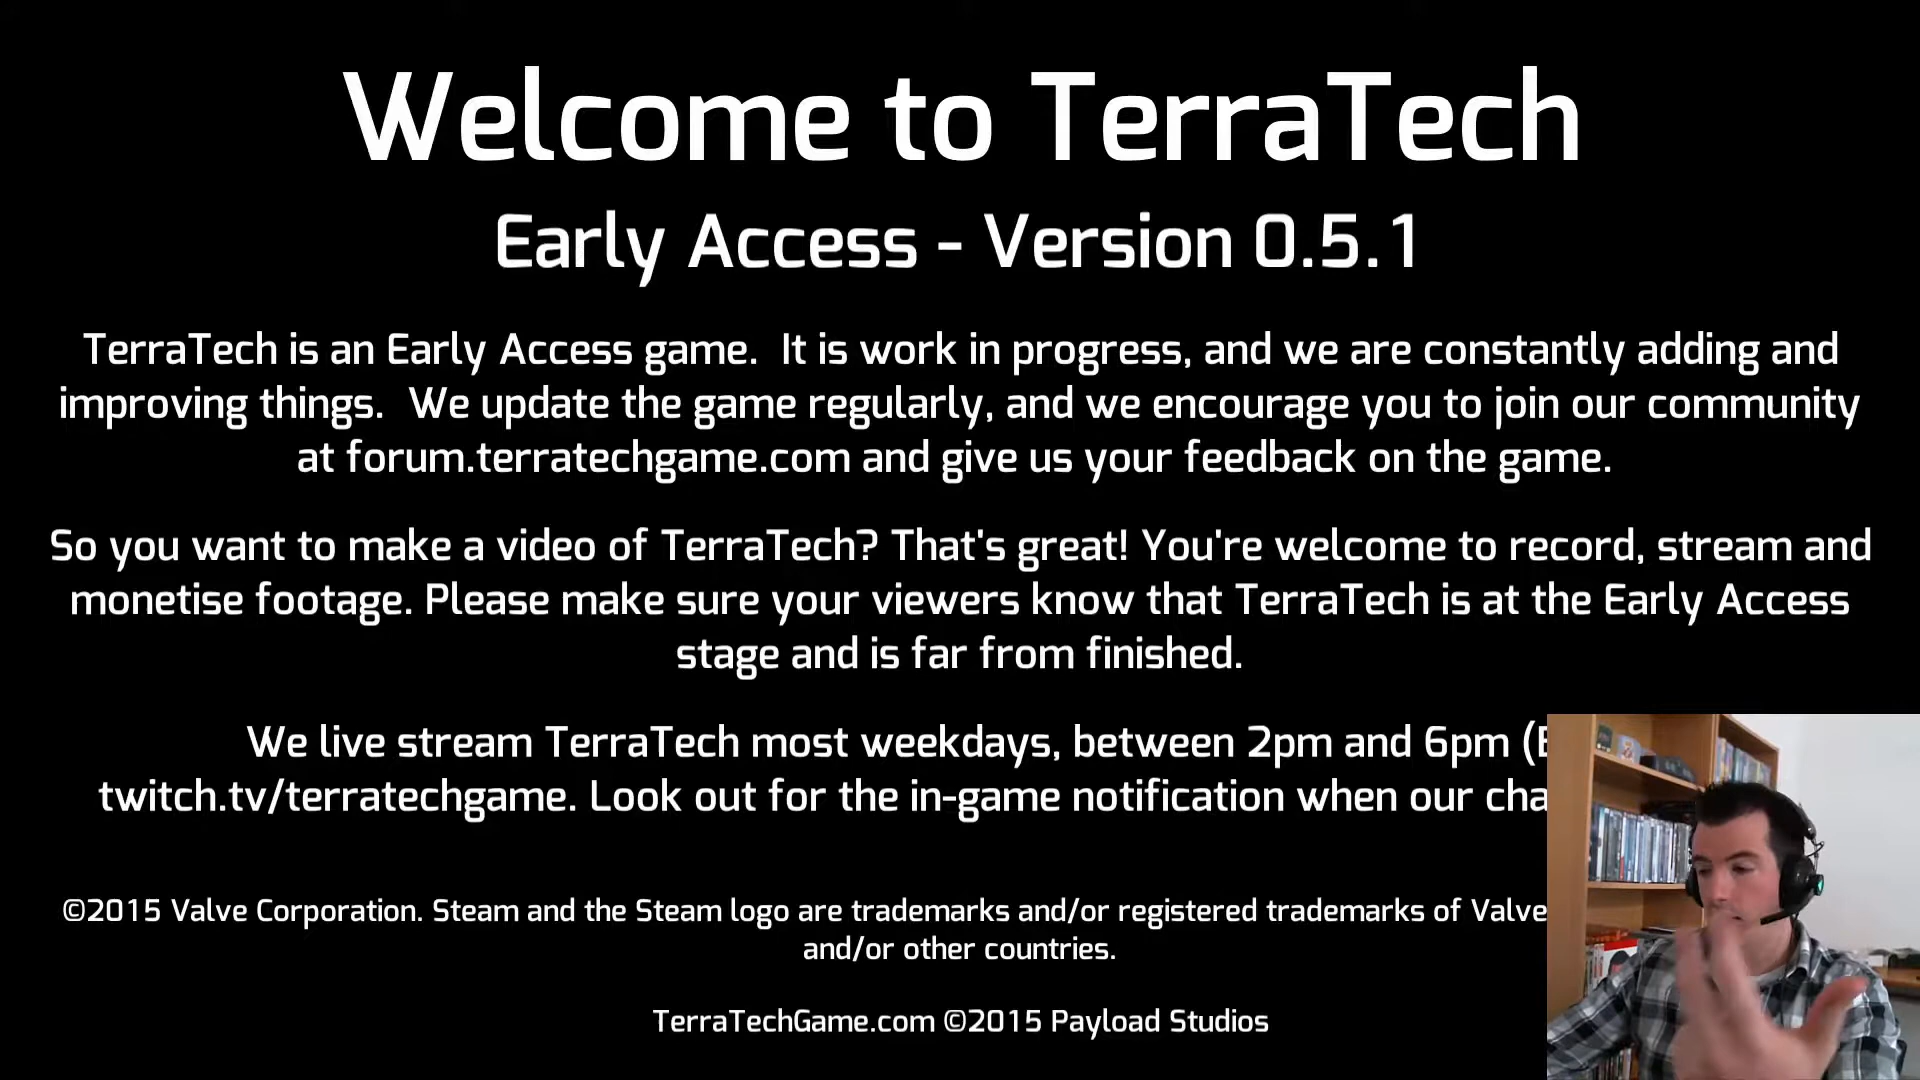 Welcome to TerraTech
Early Access - Version 0.5.1
TerraTech is an Early Access game.  It is work in progress, and we are constantly adding and
improving things.  We update the game regularly, and we encourage you to join our community
at forum.terratechgame.com and give us your feedback on the game.
So you want to make a video of TerraTech? That's great! You're welcome to record, stream and
monetise footage. Please make sure your viewers know that TerraTech is at the Early Access
stage and is far from finished.
We live stream TerraTech most weekdays, between 2pm and 6pm (
twitch.tv/terratechgame. Look out for the in-game notification when our cha
©2015 Valve Corporation. Steam and the Steam logo are trademarks and/or registered trademarks of Valve
and/or other countries.
TerraTechGame.com ©2015 Payload Studios